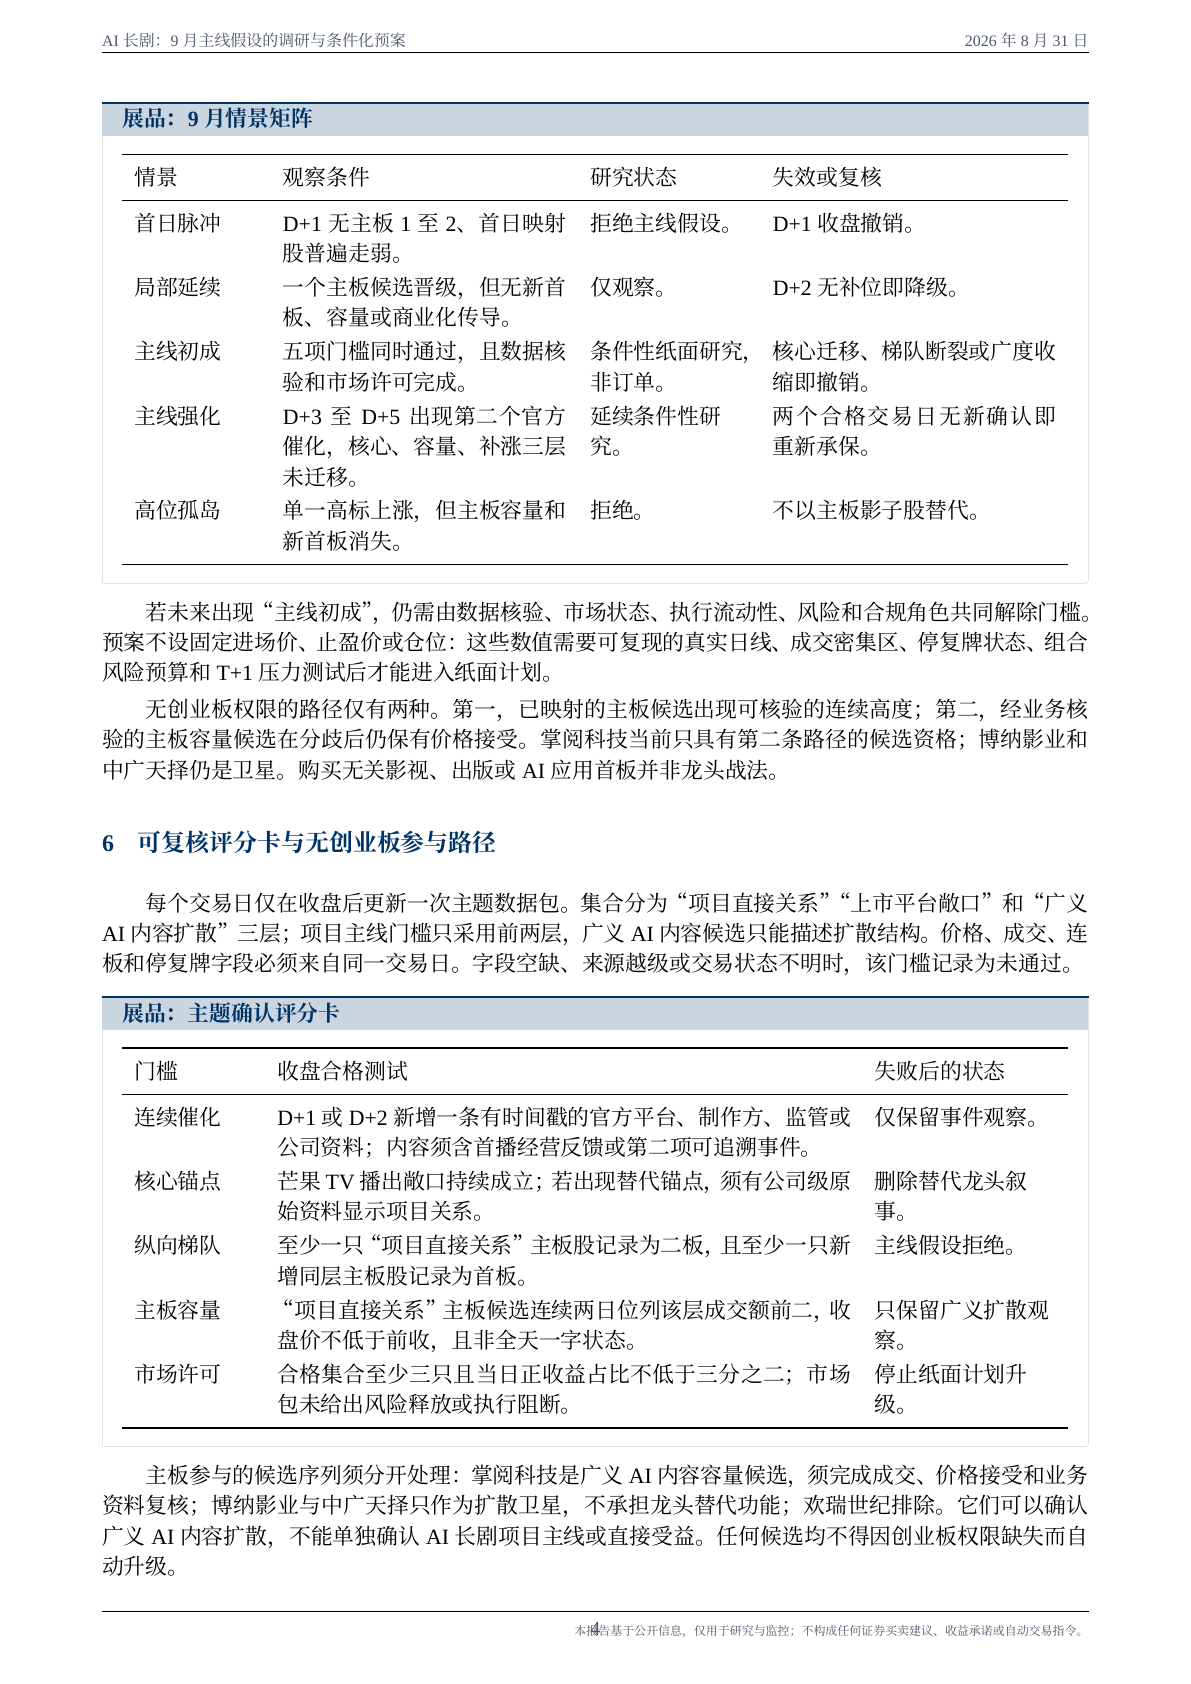 AI 长剧：9 月主线假设的调研与条件化预案 2026 年 8 月 31 日
展品：9 月情景矩阵
情景 观察条件 研究状态 失效或复核
首日脉冲 D+1 无主板 1 至 2、首日映射 拒绝主线假设。 D+1 收盘撤销。
股普遍走弱。
局部延续 一个主板候选晋级，但无新首 仅观察。 D+2 无补位即降级。
板、容量或商业化传导。
主线初成 五项门槛同时通过，且数据核 条件性纸面研究， 核心迁移、梯队断裂或广度收
验和市场许可完成。 非订单。 缩即撤销。
主线强化 D+3 至 D+5 出现第二个官方 延续条件性研 两个合格交易日无新确认即
催化，核心、容量、补涨三层 究。 重新承保。
未迁移。
高位孤岛 单一高标上涨，但主板容量和 拒绝。 不以主板影子股替代。
新首板消失。
若未来出现“主线初成”，仍需由数据核验、市场状态、执行流动性、风险和合规角色共同解除门槛。
预案不设固定进场价、止盈价或仓位：这些数值需要可复现的真实日线、成交密集区、停复牌状态、组合
风险预算和 T+1 压力测试后才能进入纸面计划。
无创业板权限的路径仅有两种。第一，已映射的主板候选出现可核验的连续高度；第二，经业务核
验的主板容量候选在分歧后仍保有价格接受。掌阅科技当前只具有第二条路径的候选资格；博纳影业和
中广天择仍是卫星。购买无关影视、出版或 AI 应用首板并非龙头战法。
6 可复核评分卡与无创业板参与路径
每个交易日仅在收盘后更新一次主题数据包。集合分为“项目直接关系”“上市平台敞口”和“广义
AI 内容扩散”三层；项目主线门槛只采用前两层，广义 AI 内容候选只能描述扩散结构。价格、成交、连
板和停复牌字段必须来自同一交易日。字段空缺、来源越级或交易状态不明时，该门槛记录为未通过。
展品：主题确认评分卡
门槛 收盘合格测试 失败后的状态
连续催化 D+1 或 D+2 新增一条有时间戳的官方平台、制作方、监管或 仅保留事件观察。
公司资料；内容须含首播经营反馈或第二项可追溯事件。
核心锚点 芒果 TV 播出敞口持续成立；若出现替代锚点，须有公司级原 删除替代龙头叙
始资料显示项目关系。 事。
纵向梯队 至少一只“项目直接关系”主板股记录为二板，且至少一只新 主线假设拒绝。
增同层主板股记录为首板。
主板容量 “项目直接关系”主板候选连续两日位列该层成交额前二，收 只保留广义扩散观
盘价不低于前收，且非全天一字状态。 察。
市场许可 合格集合至少三只且当日正收益占比不低于三分之二；市场 停止纸面计划升
包未给出风险释放或执行阻断。 级。
主板参与的候选序列须分开处理：掌阅科技是广义 AI 内容容量候选，须完成成交、价格接受和业务
资料复核；博纳影业与中广天择只作为扩散卫星，不承担龙头替代功能；欢瑞世纪排除。它们可以确认
广义 AI 内容扩散，不能单独确认 AI 长剧项目主线或直接受益。任何候选均不得因创业板权限缺失而自
动升级。
4
本报告基于公开信息，仅用于研究与监控；不构成任何证券买卖建议、收益承诺或自动交易指令。